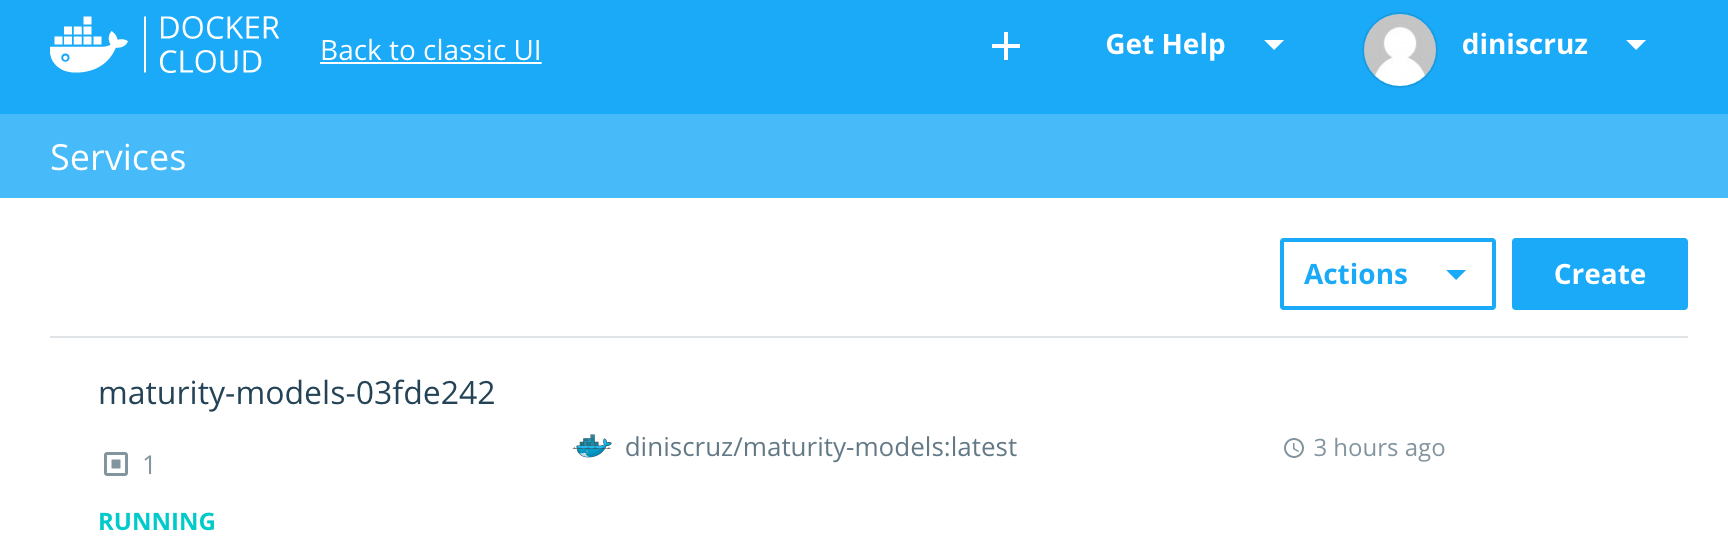 DOCKER
CLOUD
Back to classic UI
Get Help
diniscruz
Services
Actions
Create
maturity-models-03fde242
1
diniscruz/maturity-models:latest
3 hours ago
RUNNING